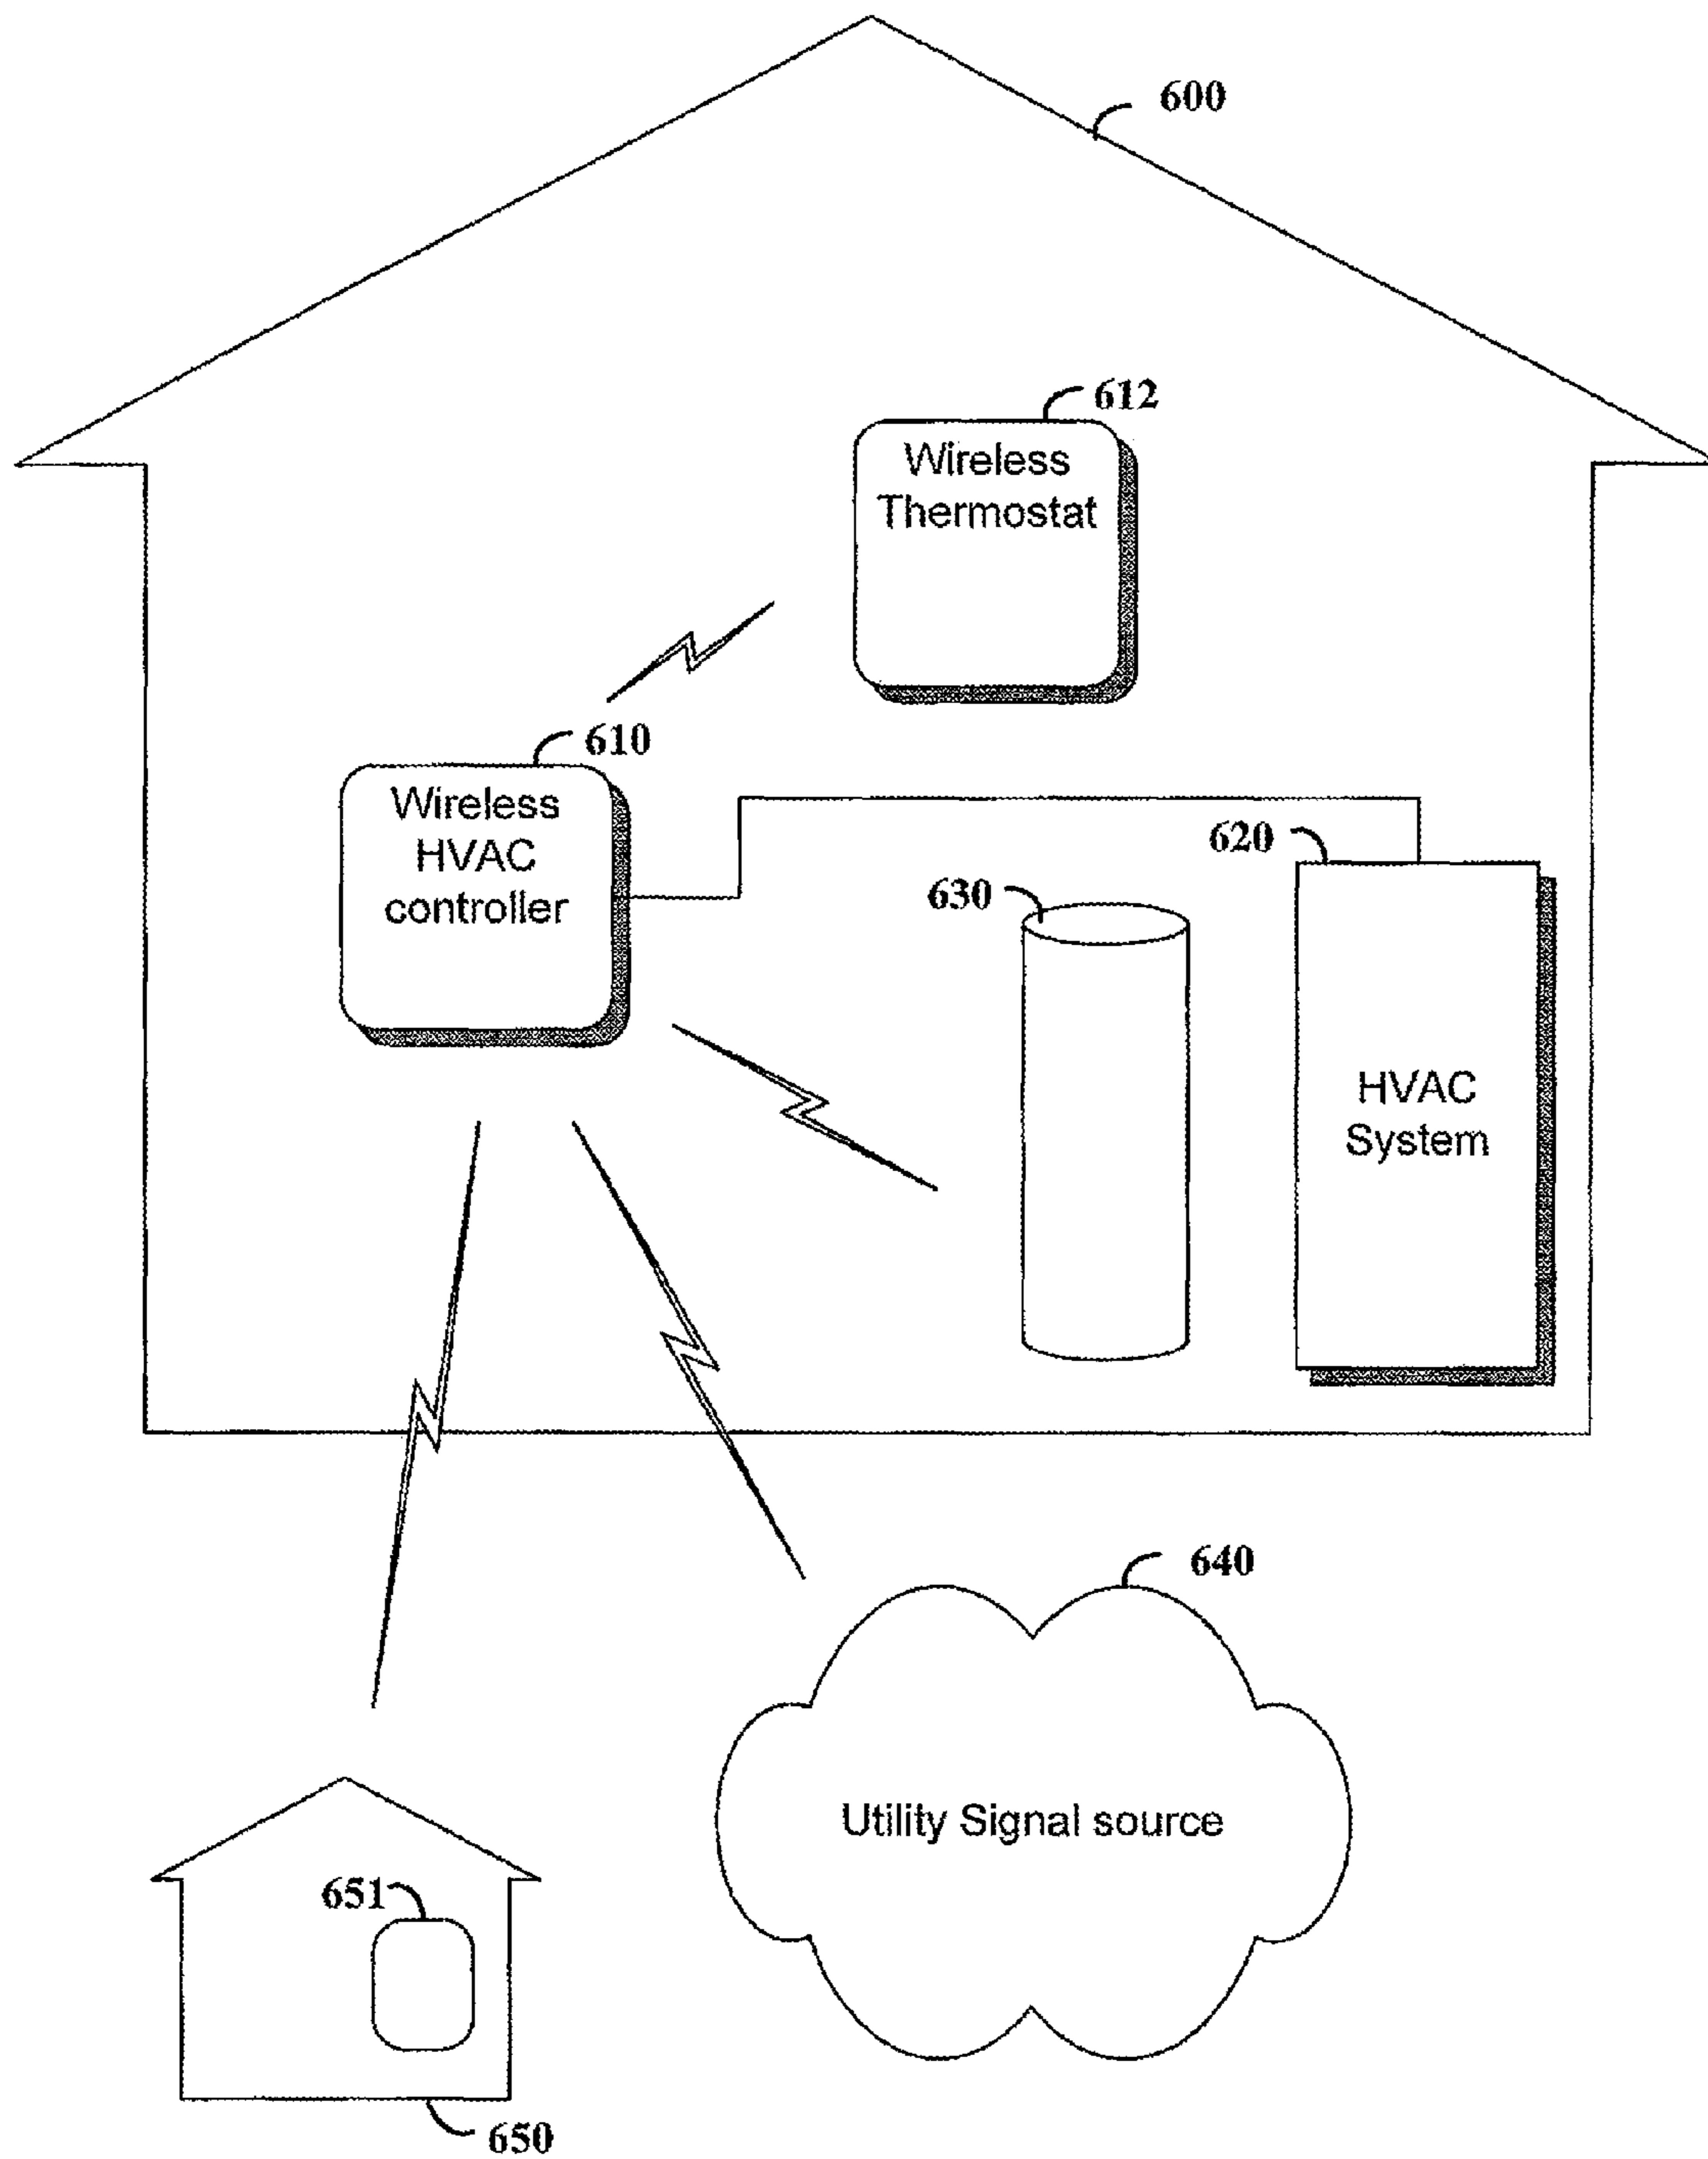 600
612
Wireless
Thermostat
610
Wireless
HVAC
controller
620
630
HVAC
System
640
Utility Signal source
651
650